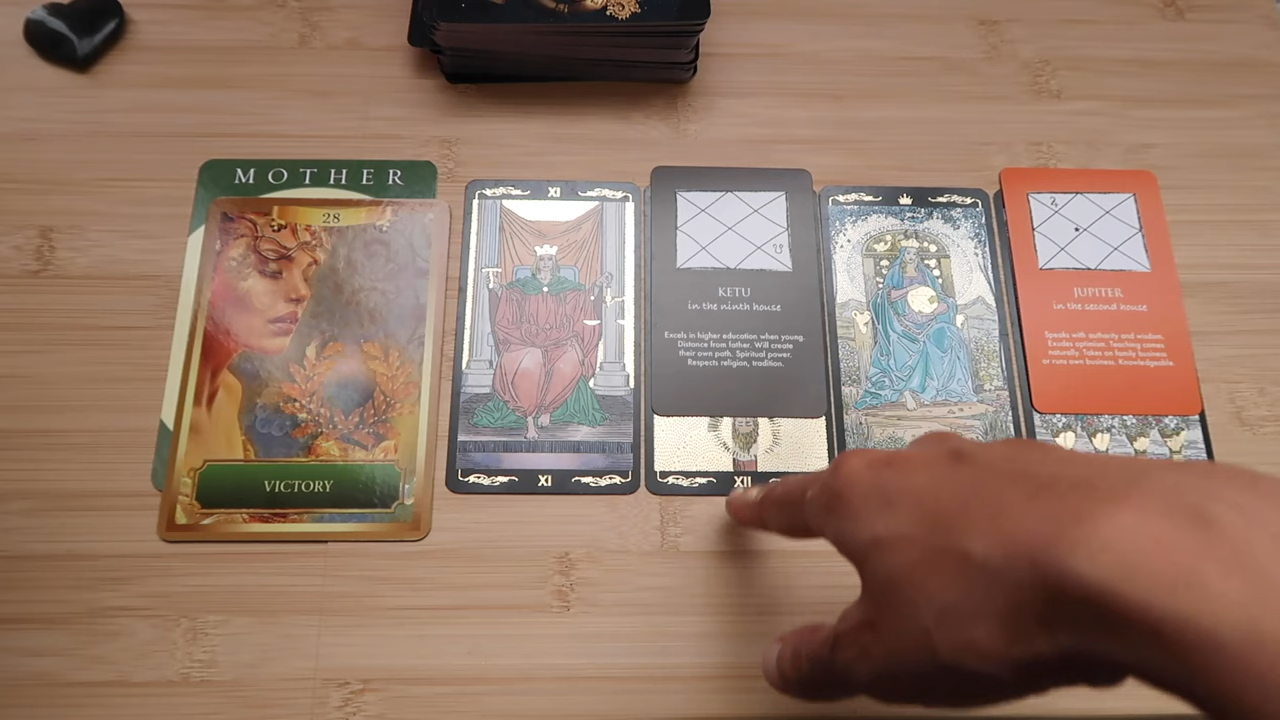 MOTHER
28
VICTORY
XI
XI
KETU
in the ninth house
Excels in higher education when young.
Distance from father. Will create
their own path. Spiritual power.
Respects religion, tradition.
XII
JUPITER
in the second house
Speaks with authority and wisdom.
Exudes optimism. Teaching comes
naturally. Takes on family business
or runs own business. Knowledgeable.